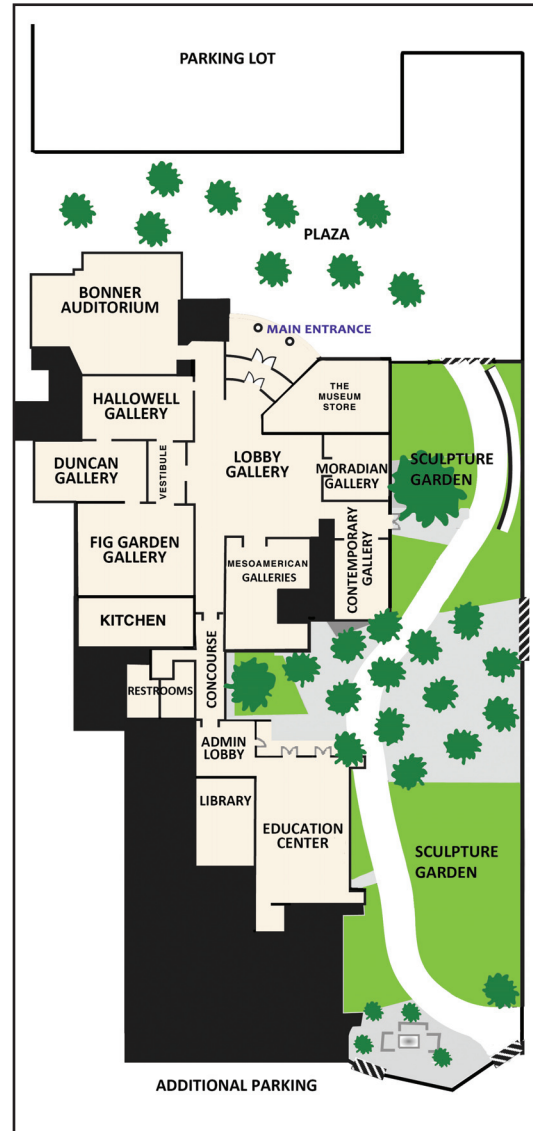 PARKING LOT
PLAZA
BONNER
AUDITORIUM
MAIN ENTRANCE
THE
MUSEUM
STORE
HALLOWELL
GALLERY
LOBBY
GALLERY
MORADIAN
GALLERY
SCULPTURE
GARDEN
DUNCAN
GALLERY
VESTIBULE
FIG GARDEN
GALLERY
MESOAMERICAN
GALLERIES
CONTEMPORARY
GALLERY
KITCHEN
CONCOURSE
RESTROOMS
ADMIN
LOBBY
LIBRARY
EDUCATION
CENTER
SCULPTURE
GARDEN
ADDITIONAL PARKING